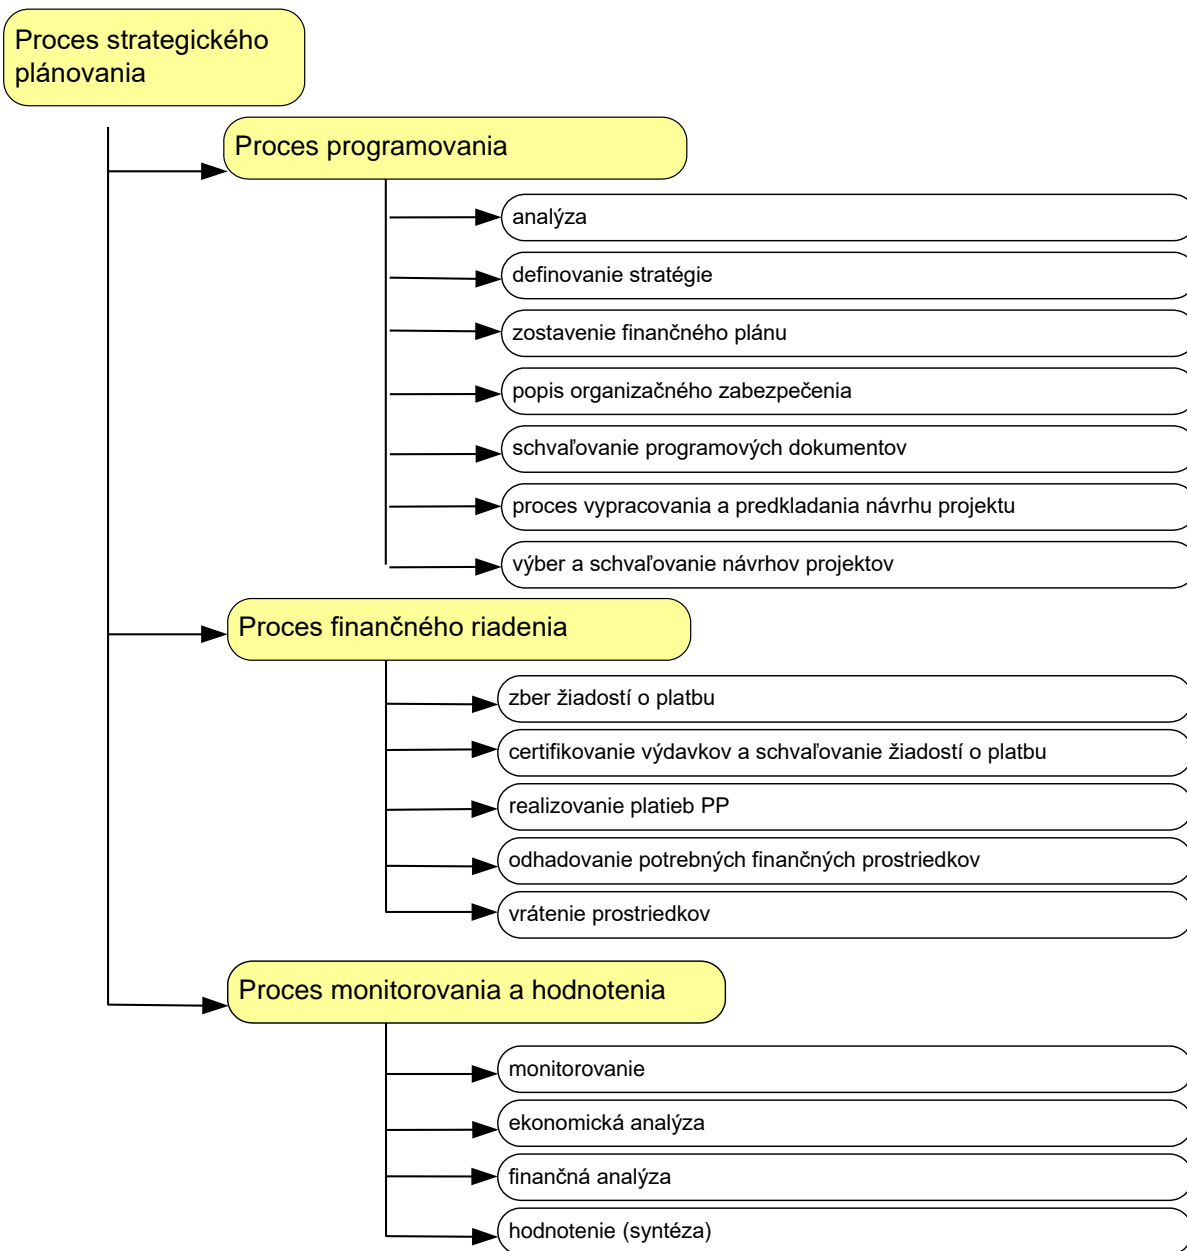 Proces strategického
plánovania
Proces programovania
analýza
definovanie stratégie
zostavenie finančného plánu
popis organizačného zabezpečenia
schvaľovanie programových dokumentov
proces vypracovania a predkladania návrhu projektu
výber a schvaľovanie návrhov projektov
Proces finančného riadenia
zber žiadostí o platbu
certifikovanie výdavkov a schvaľovanie žiadostí o platbu
realizovanie platieb PP
odhadovanie potrebných finančných prostriedkov
vrátenie prostriedkov
Proces monitorovania a hodnotenia
monitorovanie
ekonomická analýza
finančná analýza
hodnotenie (syntéza)